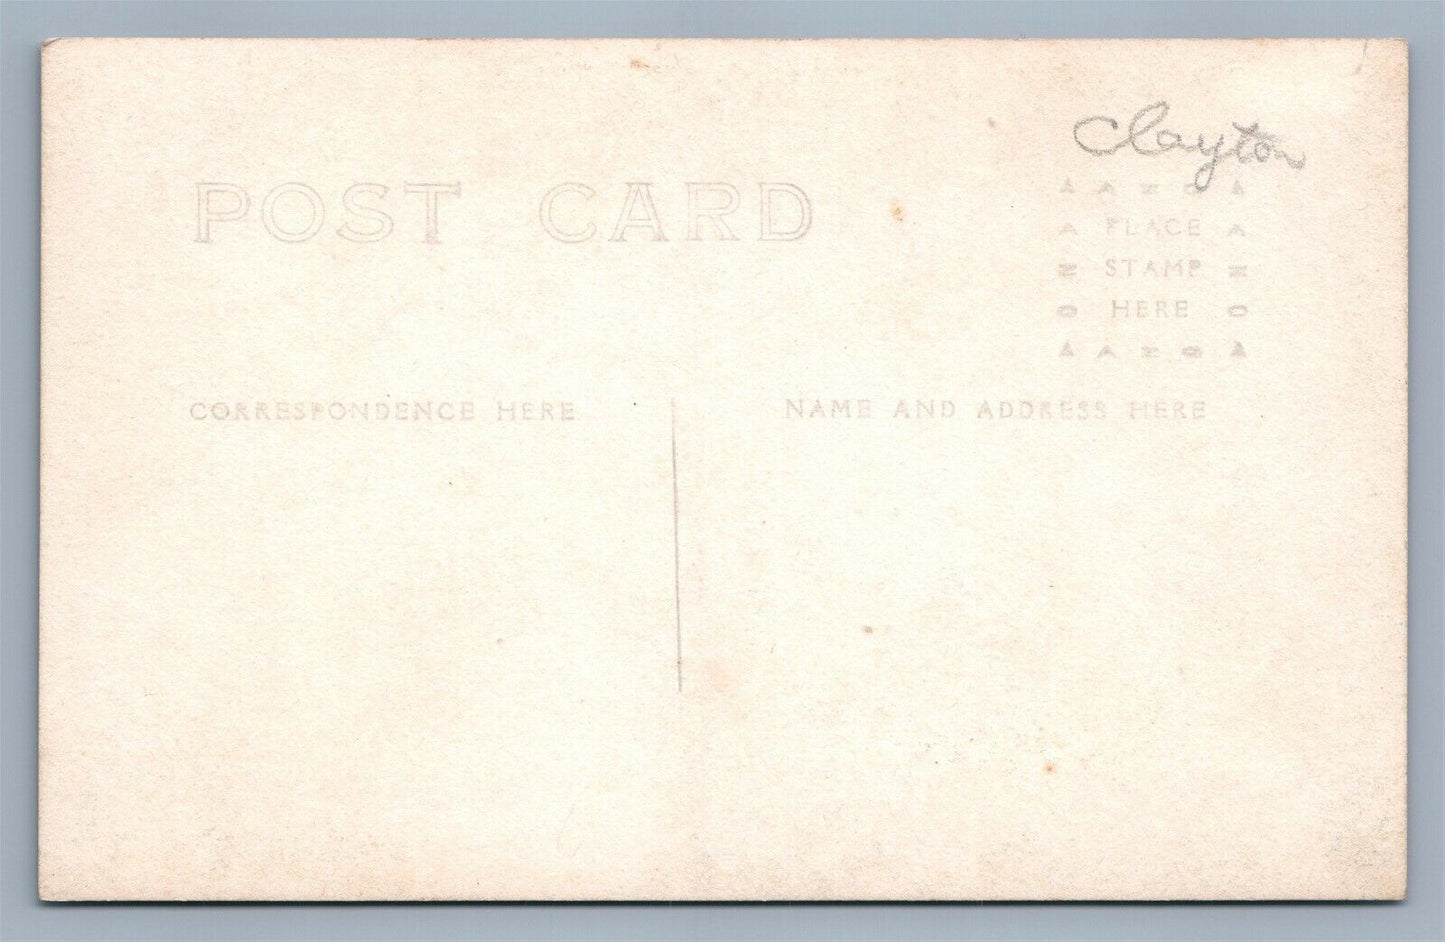 Clayton
POST CARD
PLACE
STAMP
HERE
CORRESPONDENCE HERE
NAME AND ADDRESS HERE